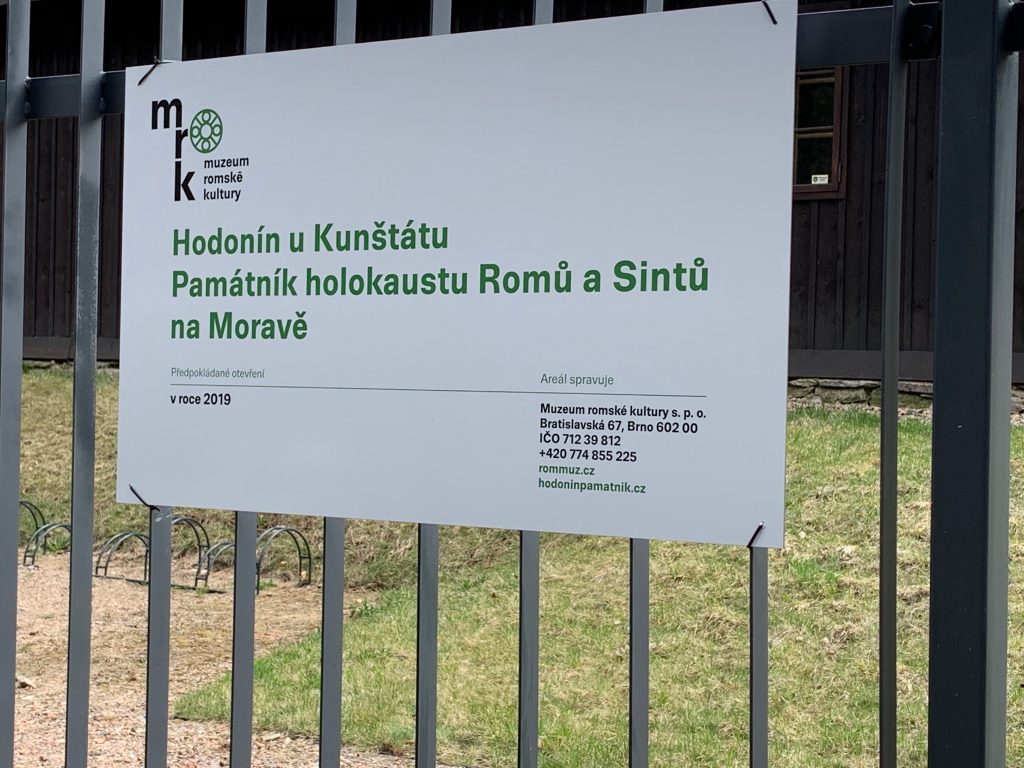 mrk
muzeum
romské
kultury
Hodonín u Kunštátu
Památník holokaustu Romů a Sintů
na Moravě
Předpokládané otevření
v roce 2019
Areál spravuje
Muzeum romské kultury s. p. o.
Bratislavská 67, Brno 602 00
IČO 712 39 812
+420 774 855 225
rommuz.cz
hodoninpamatnik.cz